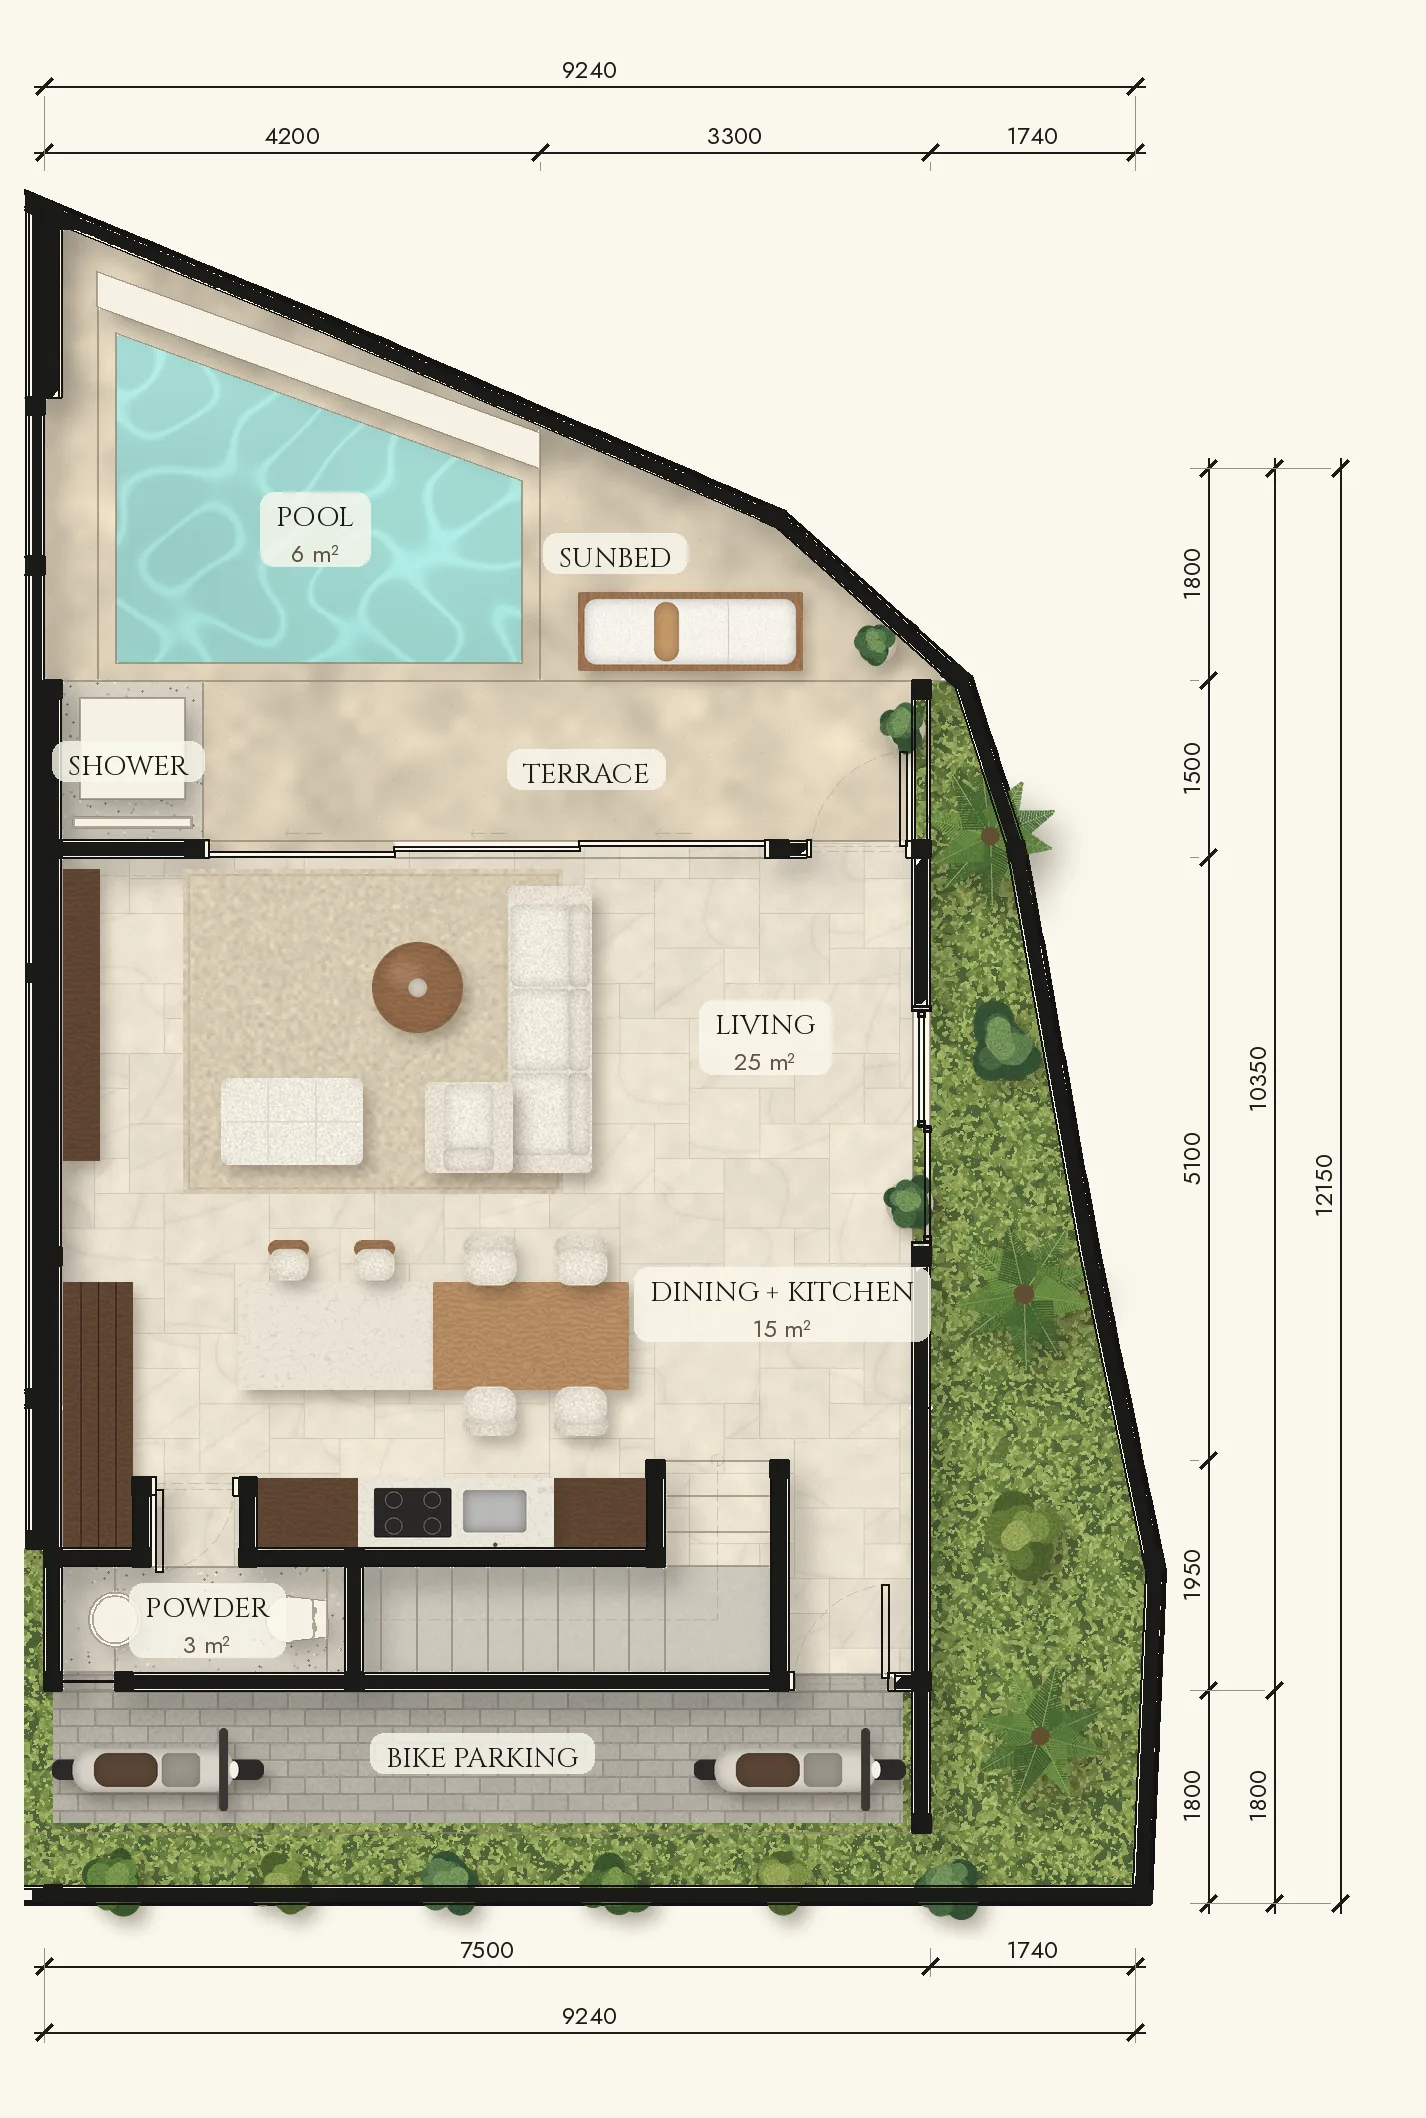 9240
4200
3300
1740
POOL
6 m²
SUNBED
1800
SHOWER
TERRACE
1500
LIVING
25 m²
10350
5100
12150
DINING + KITCHEN
15 m²
POWDER
3 m²
1950
BIKE PARKING
1800
1800
7500
1740
9240